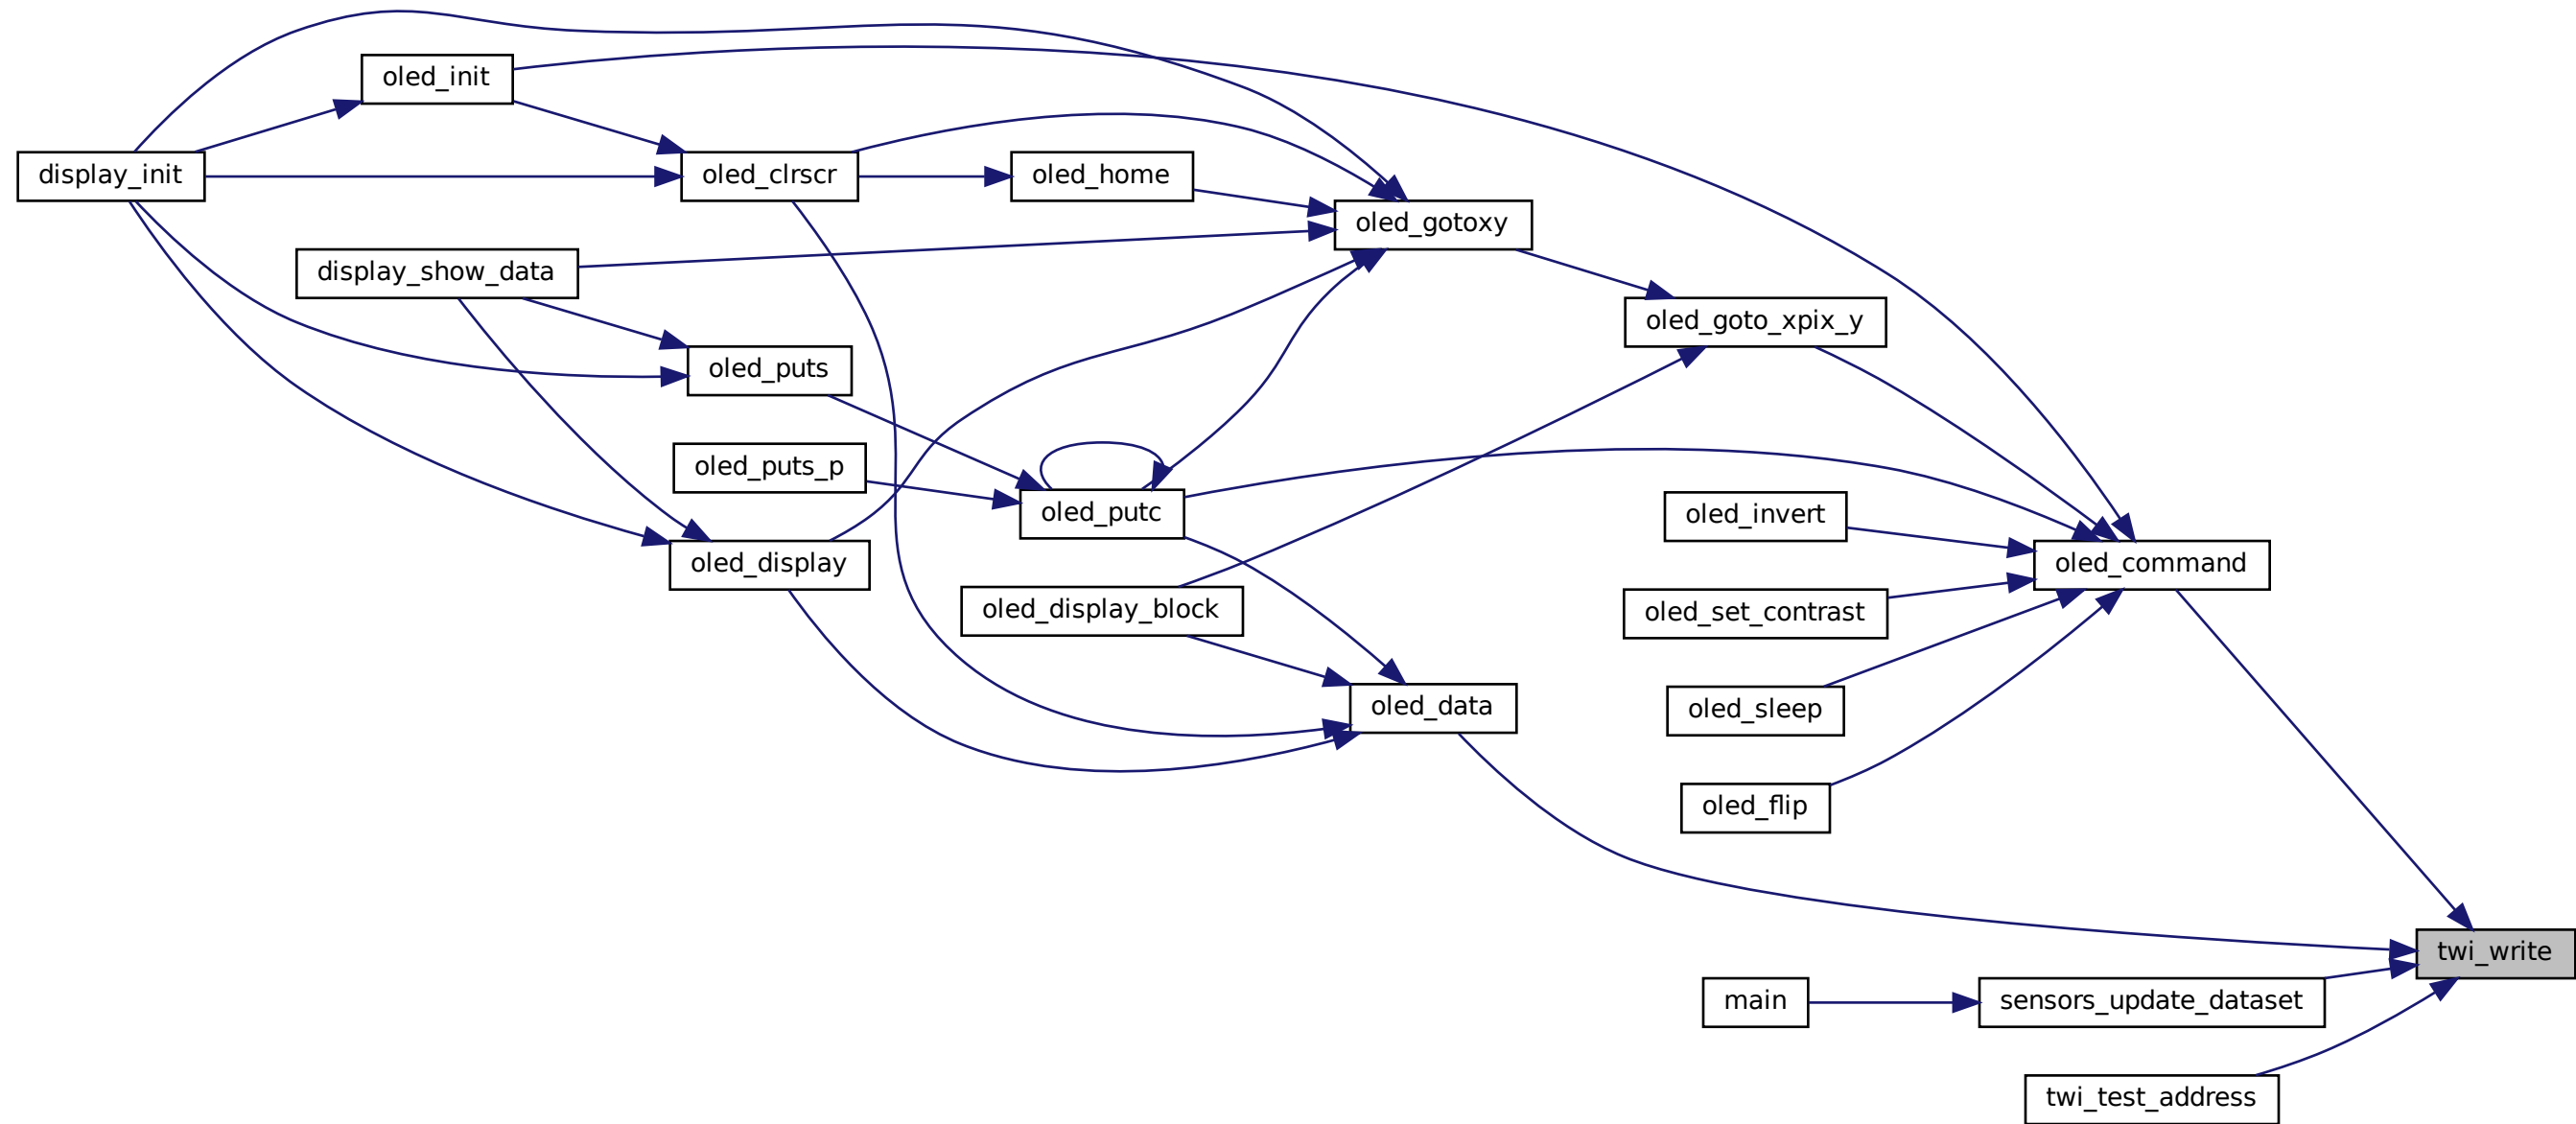 oled_init
display_init
oled_clrscr
oled_home
oled_gotoxy
display_show_data
oled_goto_xpix_y
oled_puts
oled_puts_p
oled_putc
oled_invert
oled_display
oled_command
oled_display_block
oled_set_contrast
oled_data
oled_sleep
oled_flip
twi_write
main
sensors_update_dataset
twi_test_address